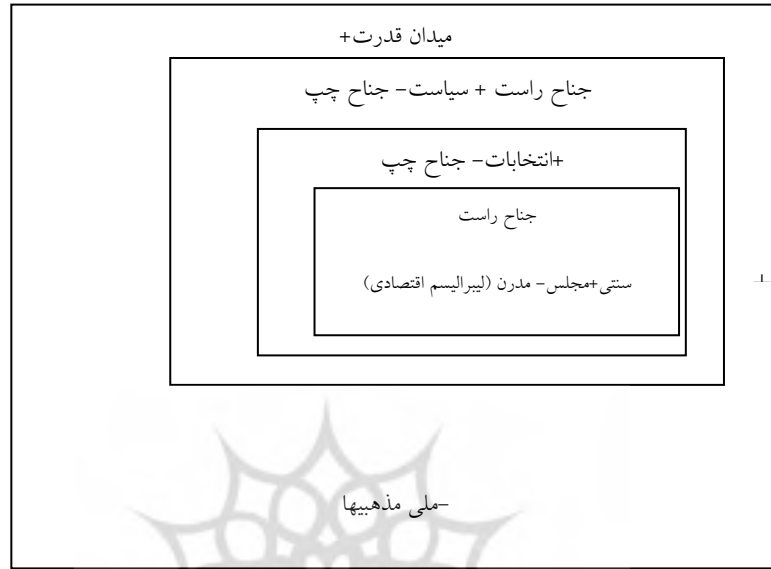 میدان قدرت+
جناح راست + سیاست– جناح چپ
+انتخابات– جناح چپ
جناح راست
سنتی+مجلس– مدرن (لیبرالیسم اقتصادی)
+
–ملی مذهبیها